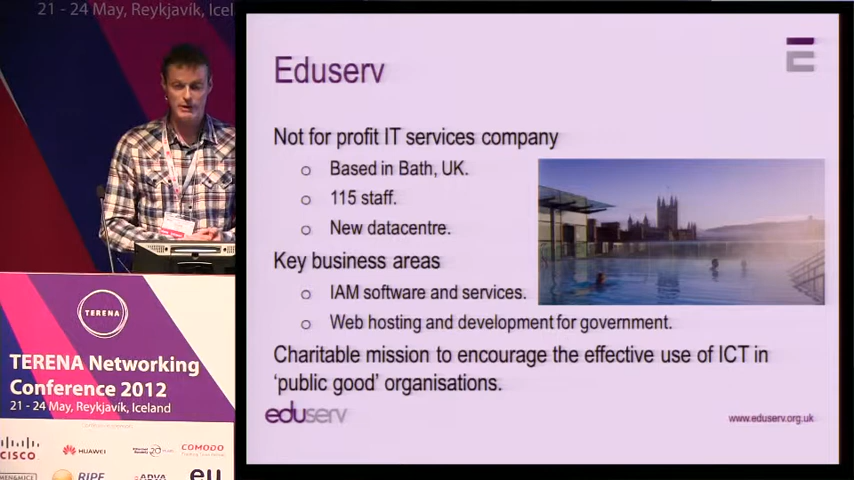 21 - 24 May, Reykjavík, Icel
Eduserv
Not for profit IT services company
Based in Bath, UK.
115 staff.
New datacentre.
Key business areas
IAM software and services.
Web hosting and development for government.
Charitable mission to encourage the effective use of ICT in
'public good' organisations.
eduserv
www.eduserv.org.uk
TERENA
TERENA Networking
Conference 2012
21 - 24 May, Reykjavík, Iceland
CISCO
HUAWEI
COMODO
RIPE
ADVA
eu